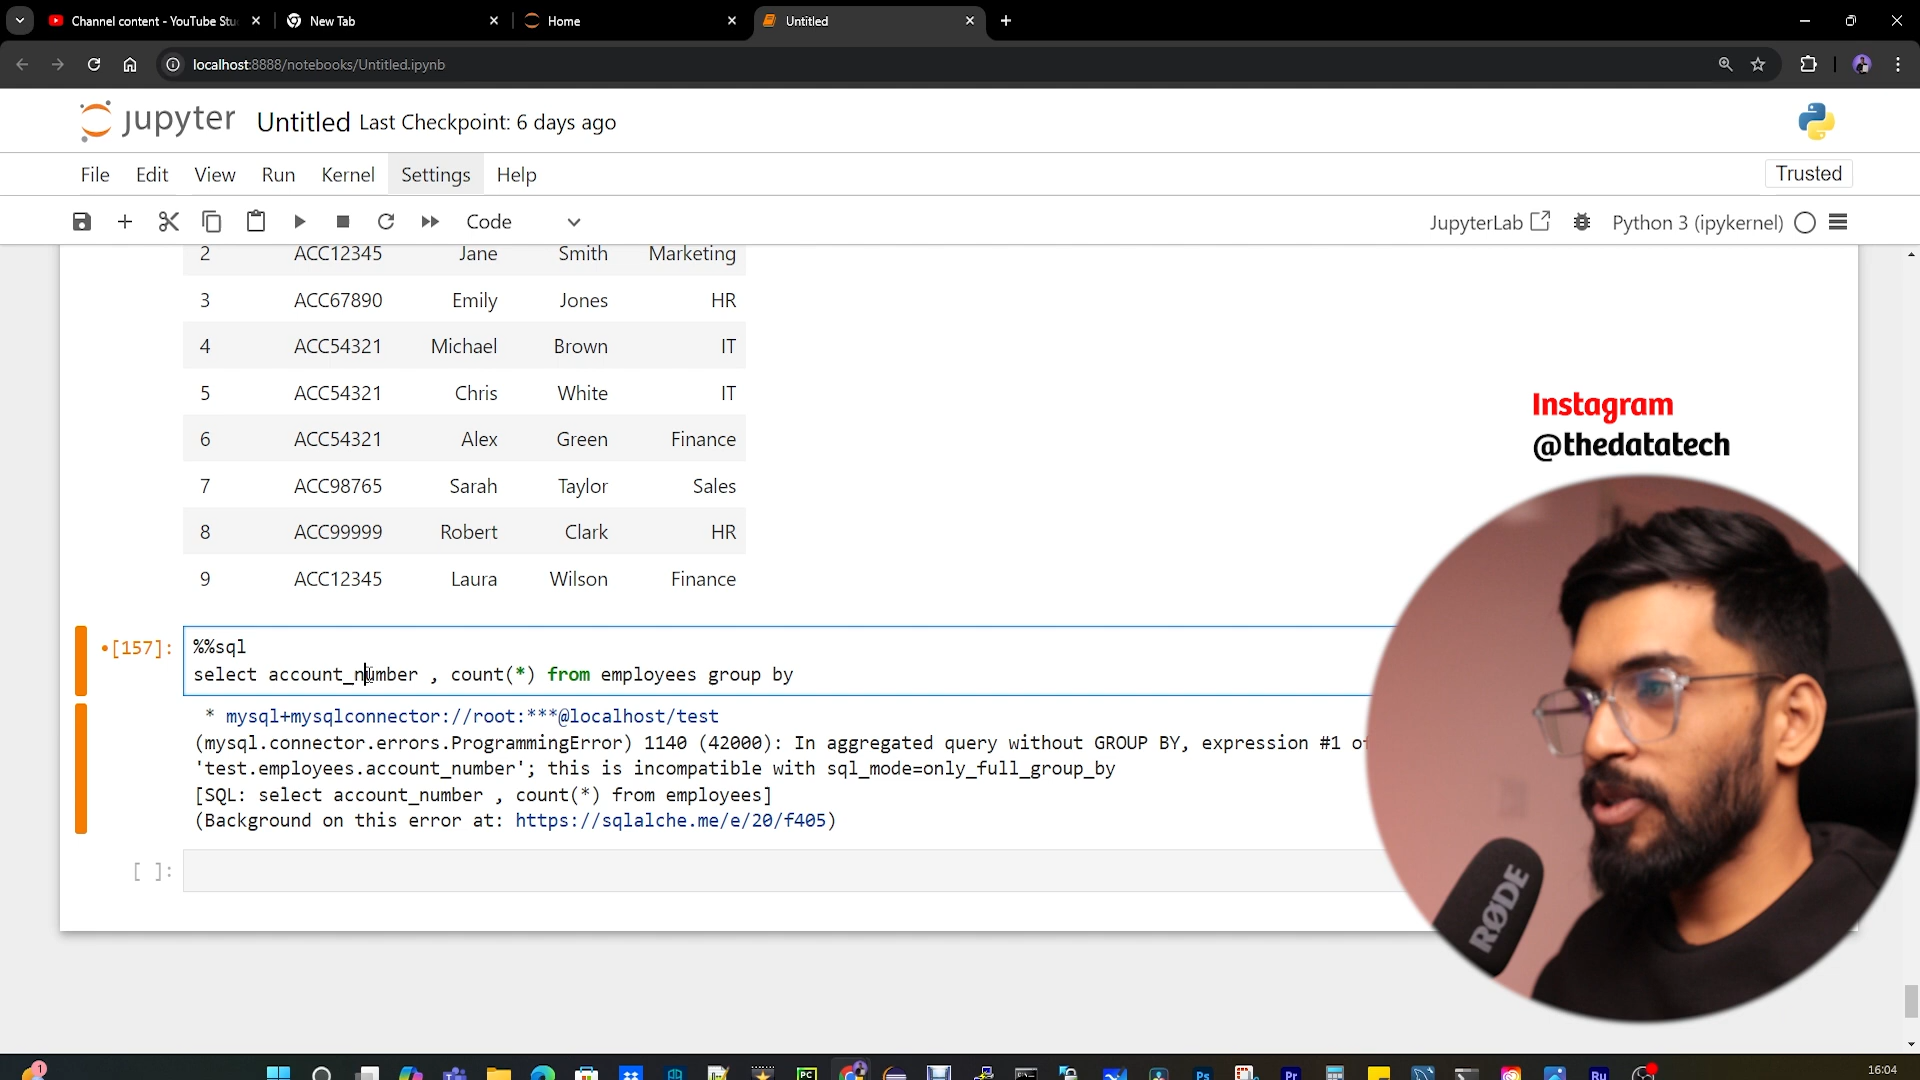 Channel content - YouTube Stu
New Tab
Home
Untitled
localhost:8888/notebooks/Untitled.ipynb
jupyter Untitled Last Checkpoint: 6 days ago
File Edit View Run Kernel Settings Help
Trusted
Code
JupyterLab
Python 3 (ipykernel)
2 ACC12345 Jane Smith Marketing
3 ACC67890 Emily Jones HR
4 ACC54321 Michael Brown IT
5 ACC54321 Chris White IT
6 ACC54321 Alex Green Finance
7 ACC98765 Sarah Taylor Sales
8 ACC99999 Robert Clark HR
9 ACC12345 Laura Wilson Finance
Instagram
@thedatatech
•[157]: %%sql
select account_number , count(*) from employees group by
* mysql+mysqlconnector://root:***@localhost/test
(mysql.connector.errors.ProgrammingError) 1140 (42000): In aggregated query without GROUP BY, expression #1 of
'test.employees.account_number'; this is incompatible with sql_mode=only_full_group_by
[SQL: select account_number , count(*) from employees]
(Background on this error at: https://sqlalche.me/e/20/f405)
[ ]:
RØDE
1
PC
Ps
Pr
Ru
16:04